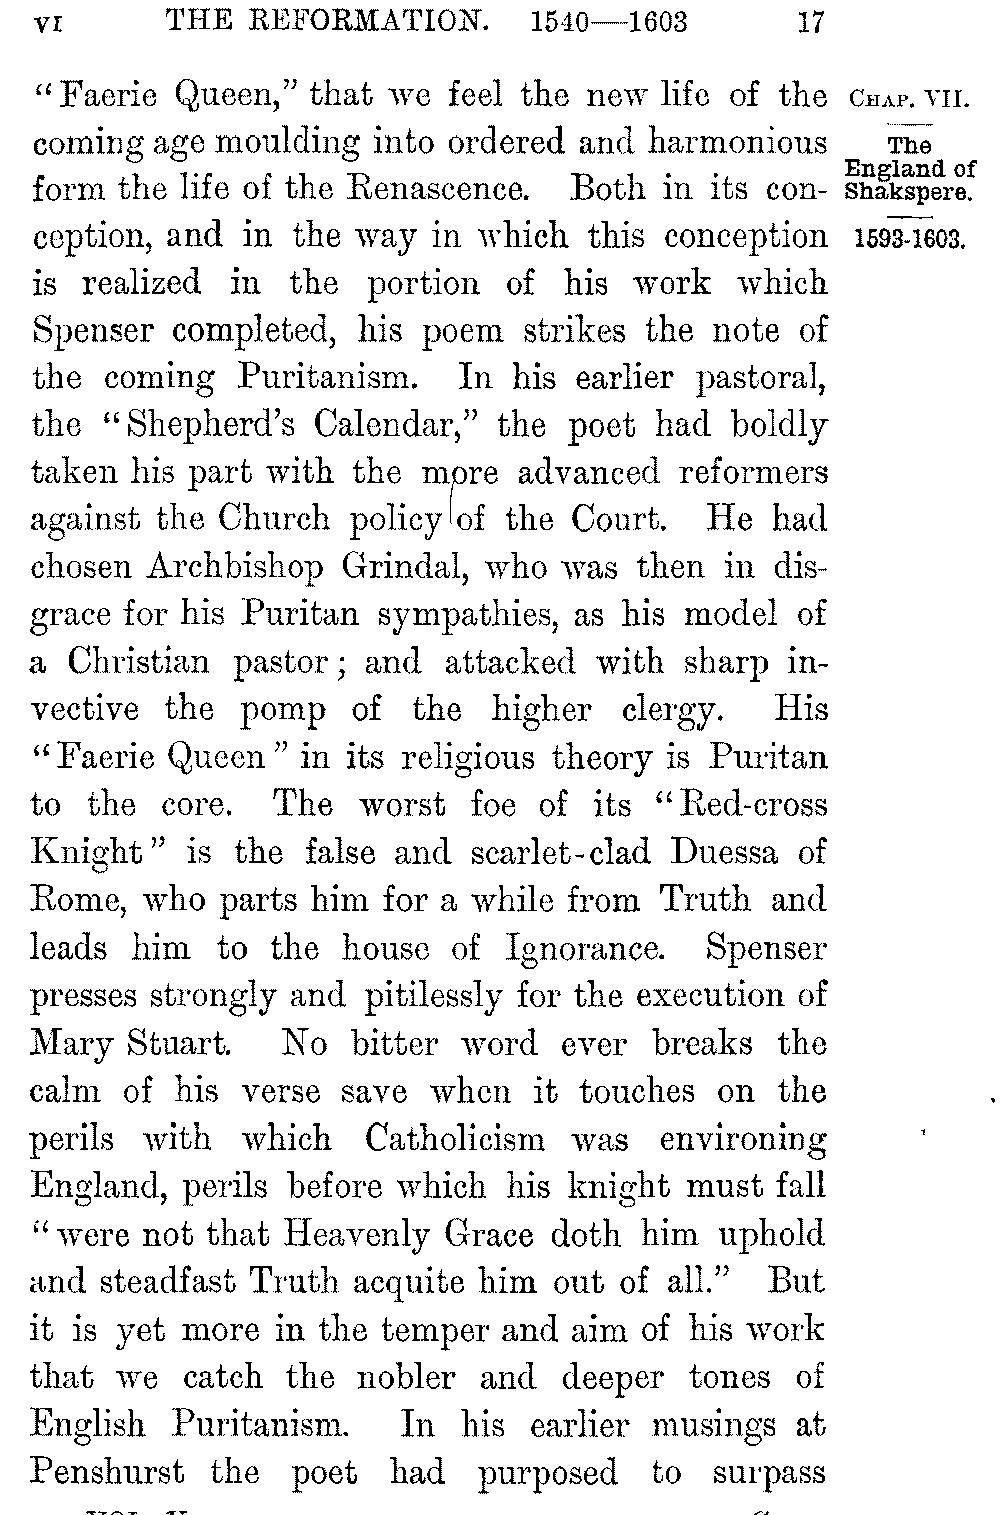 VI THE REFORMATION. 1540—1603 17
"Faerie Queen," that we feel the new life of the
coming age moulding into ordered and harmonious
form the life of the Renascence. Both in its con-
ception, and in the way in which this conception
is realized in the portion of his work which
Spenser completed, his poem strikes the note of
the coming Puritanism. In his earlier pastoral,
the "Shepherd's Calendar," the poet had boldly
taken his part with the more advanced reformers
against the Church policy of the Court. He had
chosen Archbishop Grindal, who was then in dis-
grace for his Puritan sympathies, as his model of
a Christian pastor; and attacked with sharp in-
vective the pomp of the higher clergy. His
"Faerie Queen" in its religious theory is Puritan
to the core. The worst foe of its "Red-cross
Knight" is the false and scarlet-clad Duessa of
Rome, who parts him for a while from Truth and
leads him to the house of Ignorance. Spenser
presses strongly and pitilessly for the execution of
Mary Stuart. No bitter word ever breaks the
calm of his verse save when it touches on the
perils with which Catholicism was environing
England, perils before which his knight must fall
"were not that Heavenly Grace doth him uphold
and steadfast Truth acquite him out of all." But
it is yet more in the temper and aim of his work
that we catch the nobler and deeper tones of
English Puritanism. In his earlier musings at
Penshurst the poet had purposed to surpass
CHAP. VII.
The
England of
Shakspere.
1593-1603.